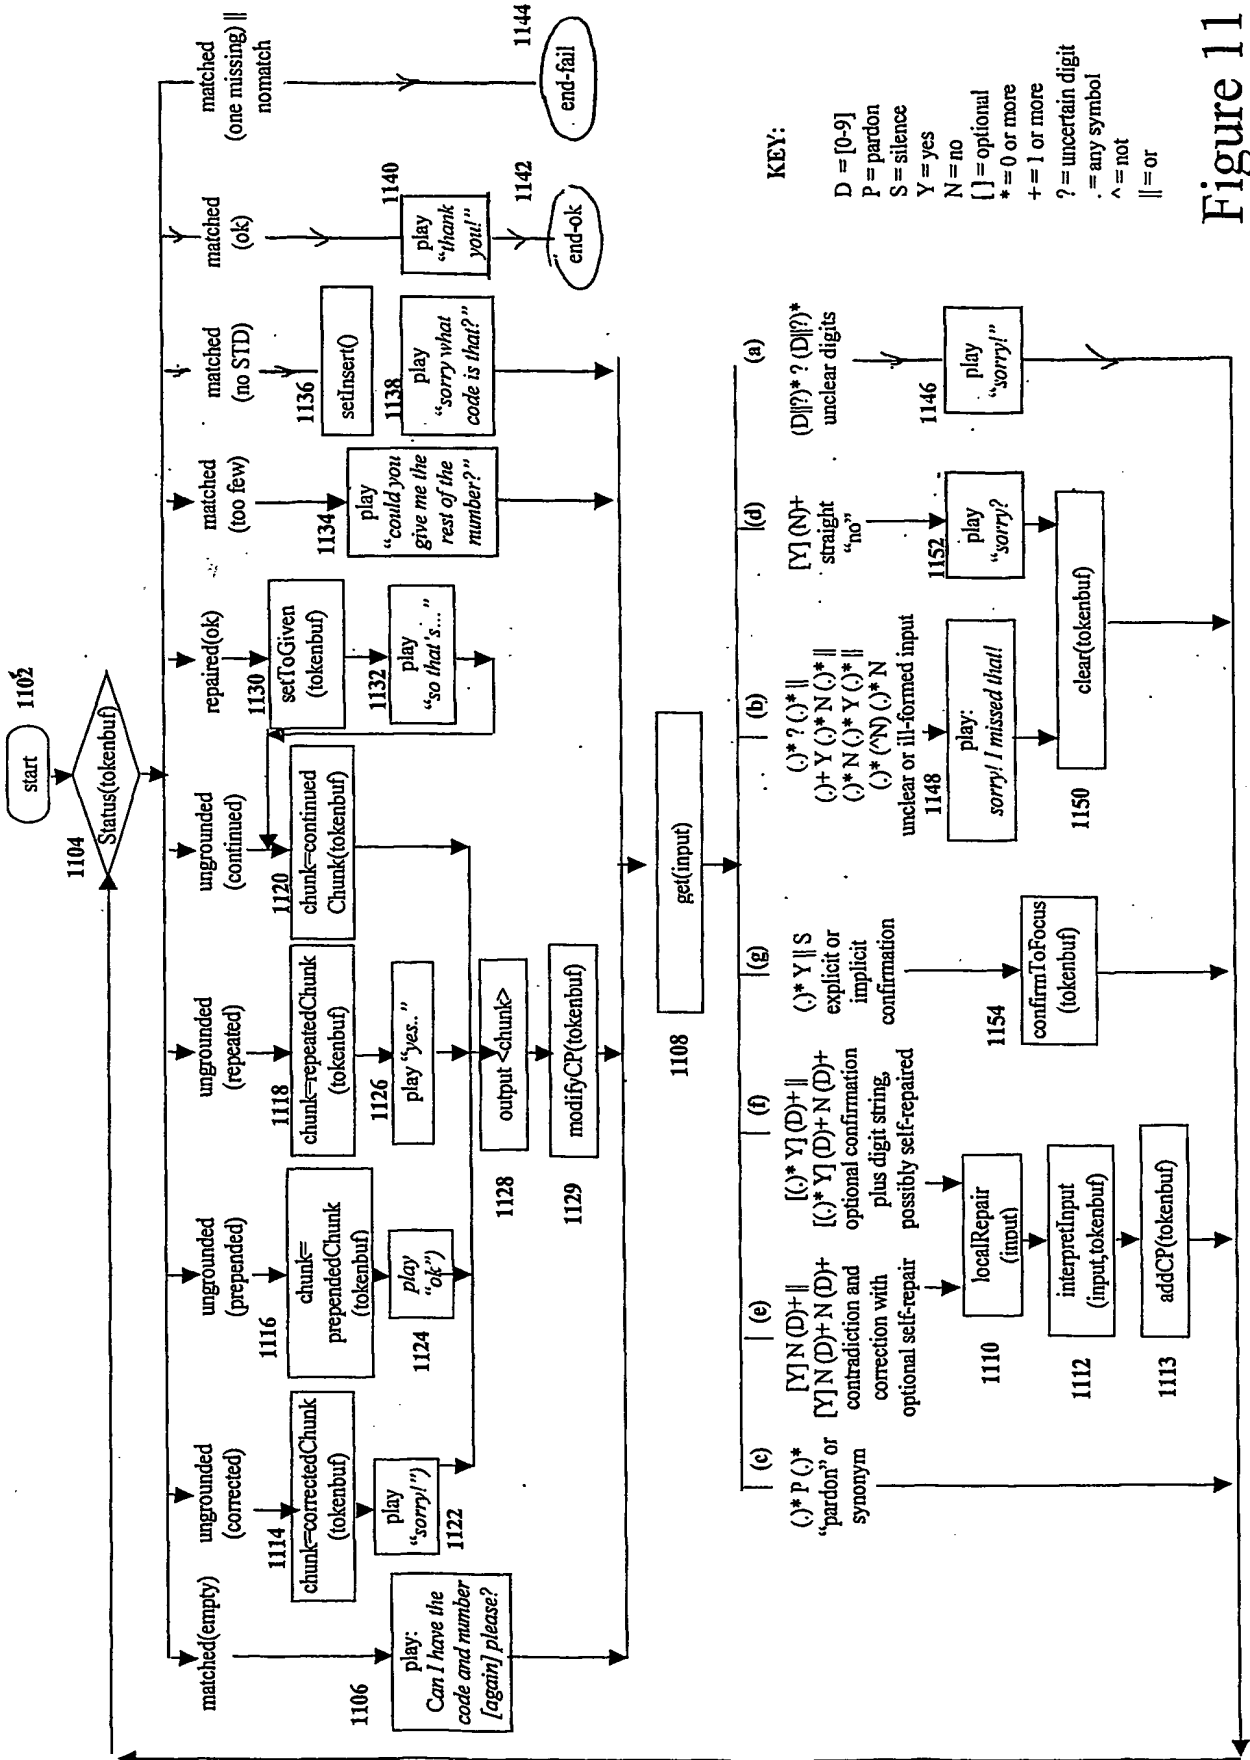 start
1102
1104
Status(tokenbuf)
matched(empty)
ungrounded
(corrected)
ungrounded
(prepended)
ungrounded
(repeated)
ungrounded
(continued)
repaired(ok)
matched
(too few)
matched
(no STD)
matched
(ok)
matched
(one missing) ||
nomatch
1106
play:
Can I have the
code and number
[again] please?
1114
chunk=correctedChunk
(tokenbuf)
play
“sorry!”)
1122
1116
chunk=
prependedChunk
(tokenbuf)
play
“ok”)
1124
1118
chunk=repeatedChunk
(tokenbuf)
1126
play “yes..”
1120
chunk=continued
Chunk(tokenbuf)
output <chunk>
1128
modifyCP(tokenbuf)
1129
1130
setToGiven
(tokenbuf)
1132
play
“so that's...”
1134
play
“could you
give me the
rest of the
number?”
1136
setInsert()
1138
play
“sorry what
code is that?”
1140
play
“thank
you!”
1142
end-ok
1144
end-fail
get(input)
1108
(c)
(.)* P (.)*
“pardon” or
synonym
(e)
[Y] N (D)+ ||
[Y] N (D)+ N (D)+
contradiction and
correction with
optional self-repair
(f)
[(.)* Y] (D)+ ||
[(.)* Y] (D)+ N (D)+
optional confirmation
plus digit string,
possibly self-repaired
(g)
(.)* Y || S
explicit or
implicit
confirmation
(b)
(.)* ? (.)* ||
(.)+ Y (.)* N (.)* ||
(.)* N (.)* Y (.)* ||
(.)* (^N) (.)* N
unclear or ill-formed input
(d)
[Y] (N)+
straight
“no”
(a)
(D||?)* ? (D||?)*
unclear digits
localRepair
(input)
1110
interpretInput
(input,tokenbuf)
1112
addCP(tokenbuf)
1113
1154
confirmToFocus
(tokenbuf)
1148
play:
sorry! I missed that!
1152
play
“sorry?
1146
play
“sorry!”
clear(tokenbuf)
1150
KEY:
D = [0-9]
P = pardon
S = silence
Y = yes
N = no
[ ] = optional
* = 0 or more
+ = 1 or more
? = uncertain digit
. = any symbol
^ = not
|| = or
Figure 11